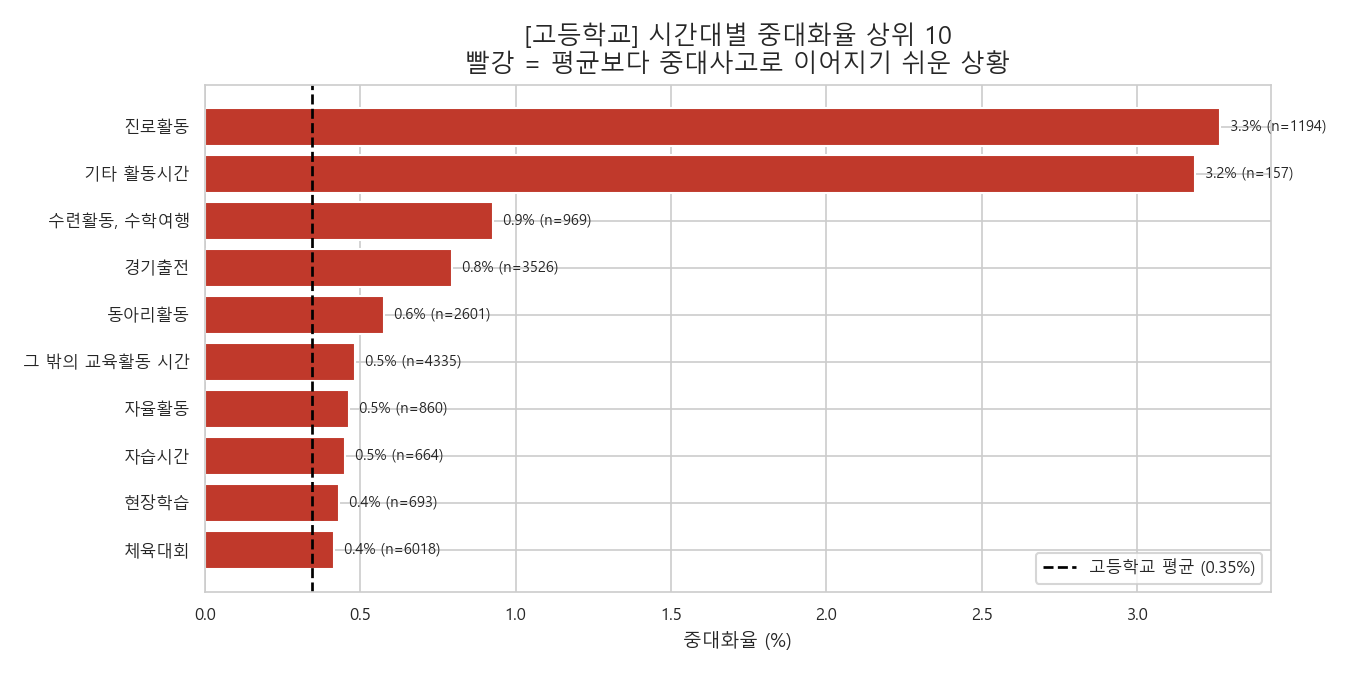 [고등학교] 시간대별 중대화율 상위 10
빨강 = 평균보다 중대사고로 이어지기 쉬운 상황
진로활동
3.3% (n=1194)
기타 활동시간
3.2% (n=157)
수련활동, 수학여행
0.9% (n=969)
경기출전
0.8% (n=3526)
동아리활동
0.6% (n=2601)
그 밖의 교육활동 시간
0.5% (n=4335)
자율활동
0.5% (n=860)
자습시간
0.5% (n=664)
현장학습
0.4% (n=693)
체육대회
0.4% (n=6018)
고등학교 평균 (0.35%)
0.0 0.5 1.0 1.5 2.0 2.5 3.0
중대화율 (%)